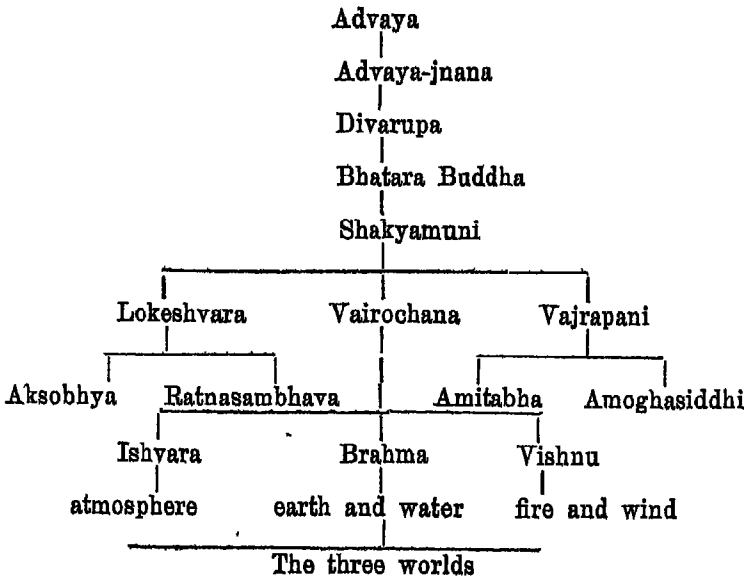 Advaya
Advaya-jnana
Divarupa
Bhatara Buddha
Shakyamuni
Lokeshvara Vairochana Vajrapani
Aksobhya Ratnasambhava Amitabha Amoghasiddhi
Ishvara Brahma Vishnu
atmosphere earth and water fire and wind
The three worlds